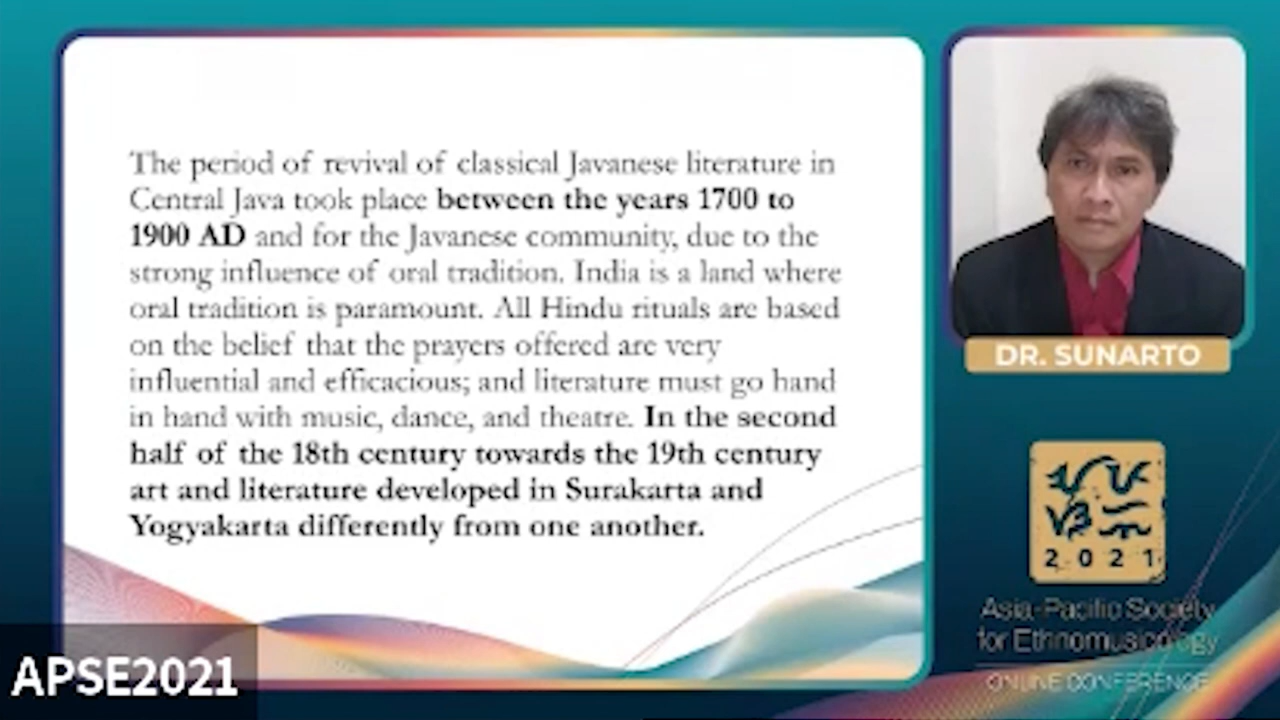 The period of revival of classical Javanese literature in
Central Java took place between the years 1700 to
1900 AD and for the Javanese community, due to the
strong influence of oral tradition. India is a land where
oral tradition is paramount. All Hindu rituals are based
on the belief that the prayers offered are very
influential and efficacious; and literature must go hand
in hand with music, dance, and theatre. In the second
half of the 18th century towards the 19th century
art and literature developed in Surakarta and
Yogyakarta differently from one another.
DR. SUNARTO
2021
Asia-Pacific Society
for Ethnomusicology
ONLINE CONFERENCE
APSE2021